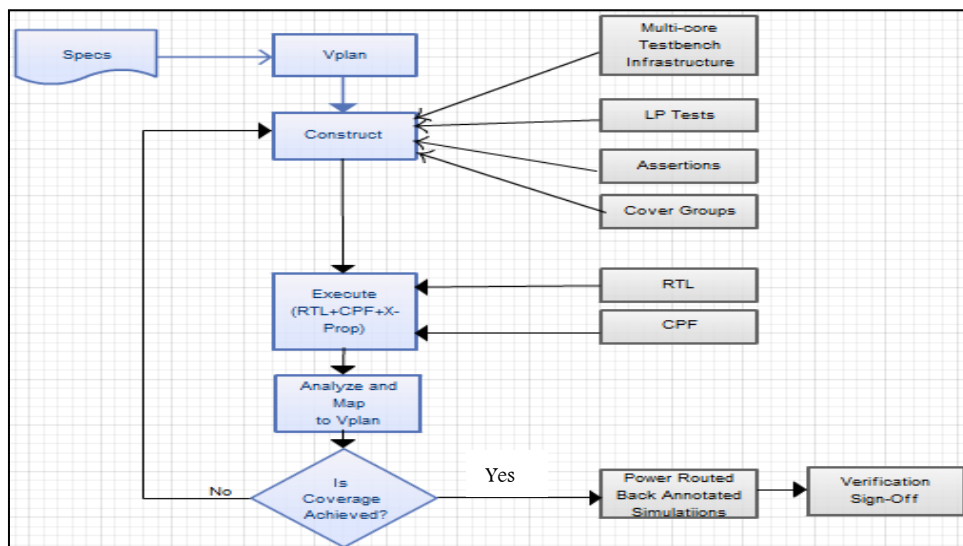 Specs
Vplan
Multi-core
Testbench
Infrastructure
Construct
LP Tests
Assertions
Cover Groups
Execute
(RTL+CPF+X-
Prop)
RTL
CPF
Analyze and
Map
to Vplan
Is
Coverage
Achieved?
No
Yes
Power Routed
Back Annotated
Simulatiions
Verification
Sign-Off